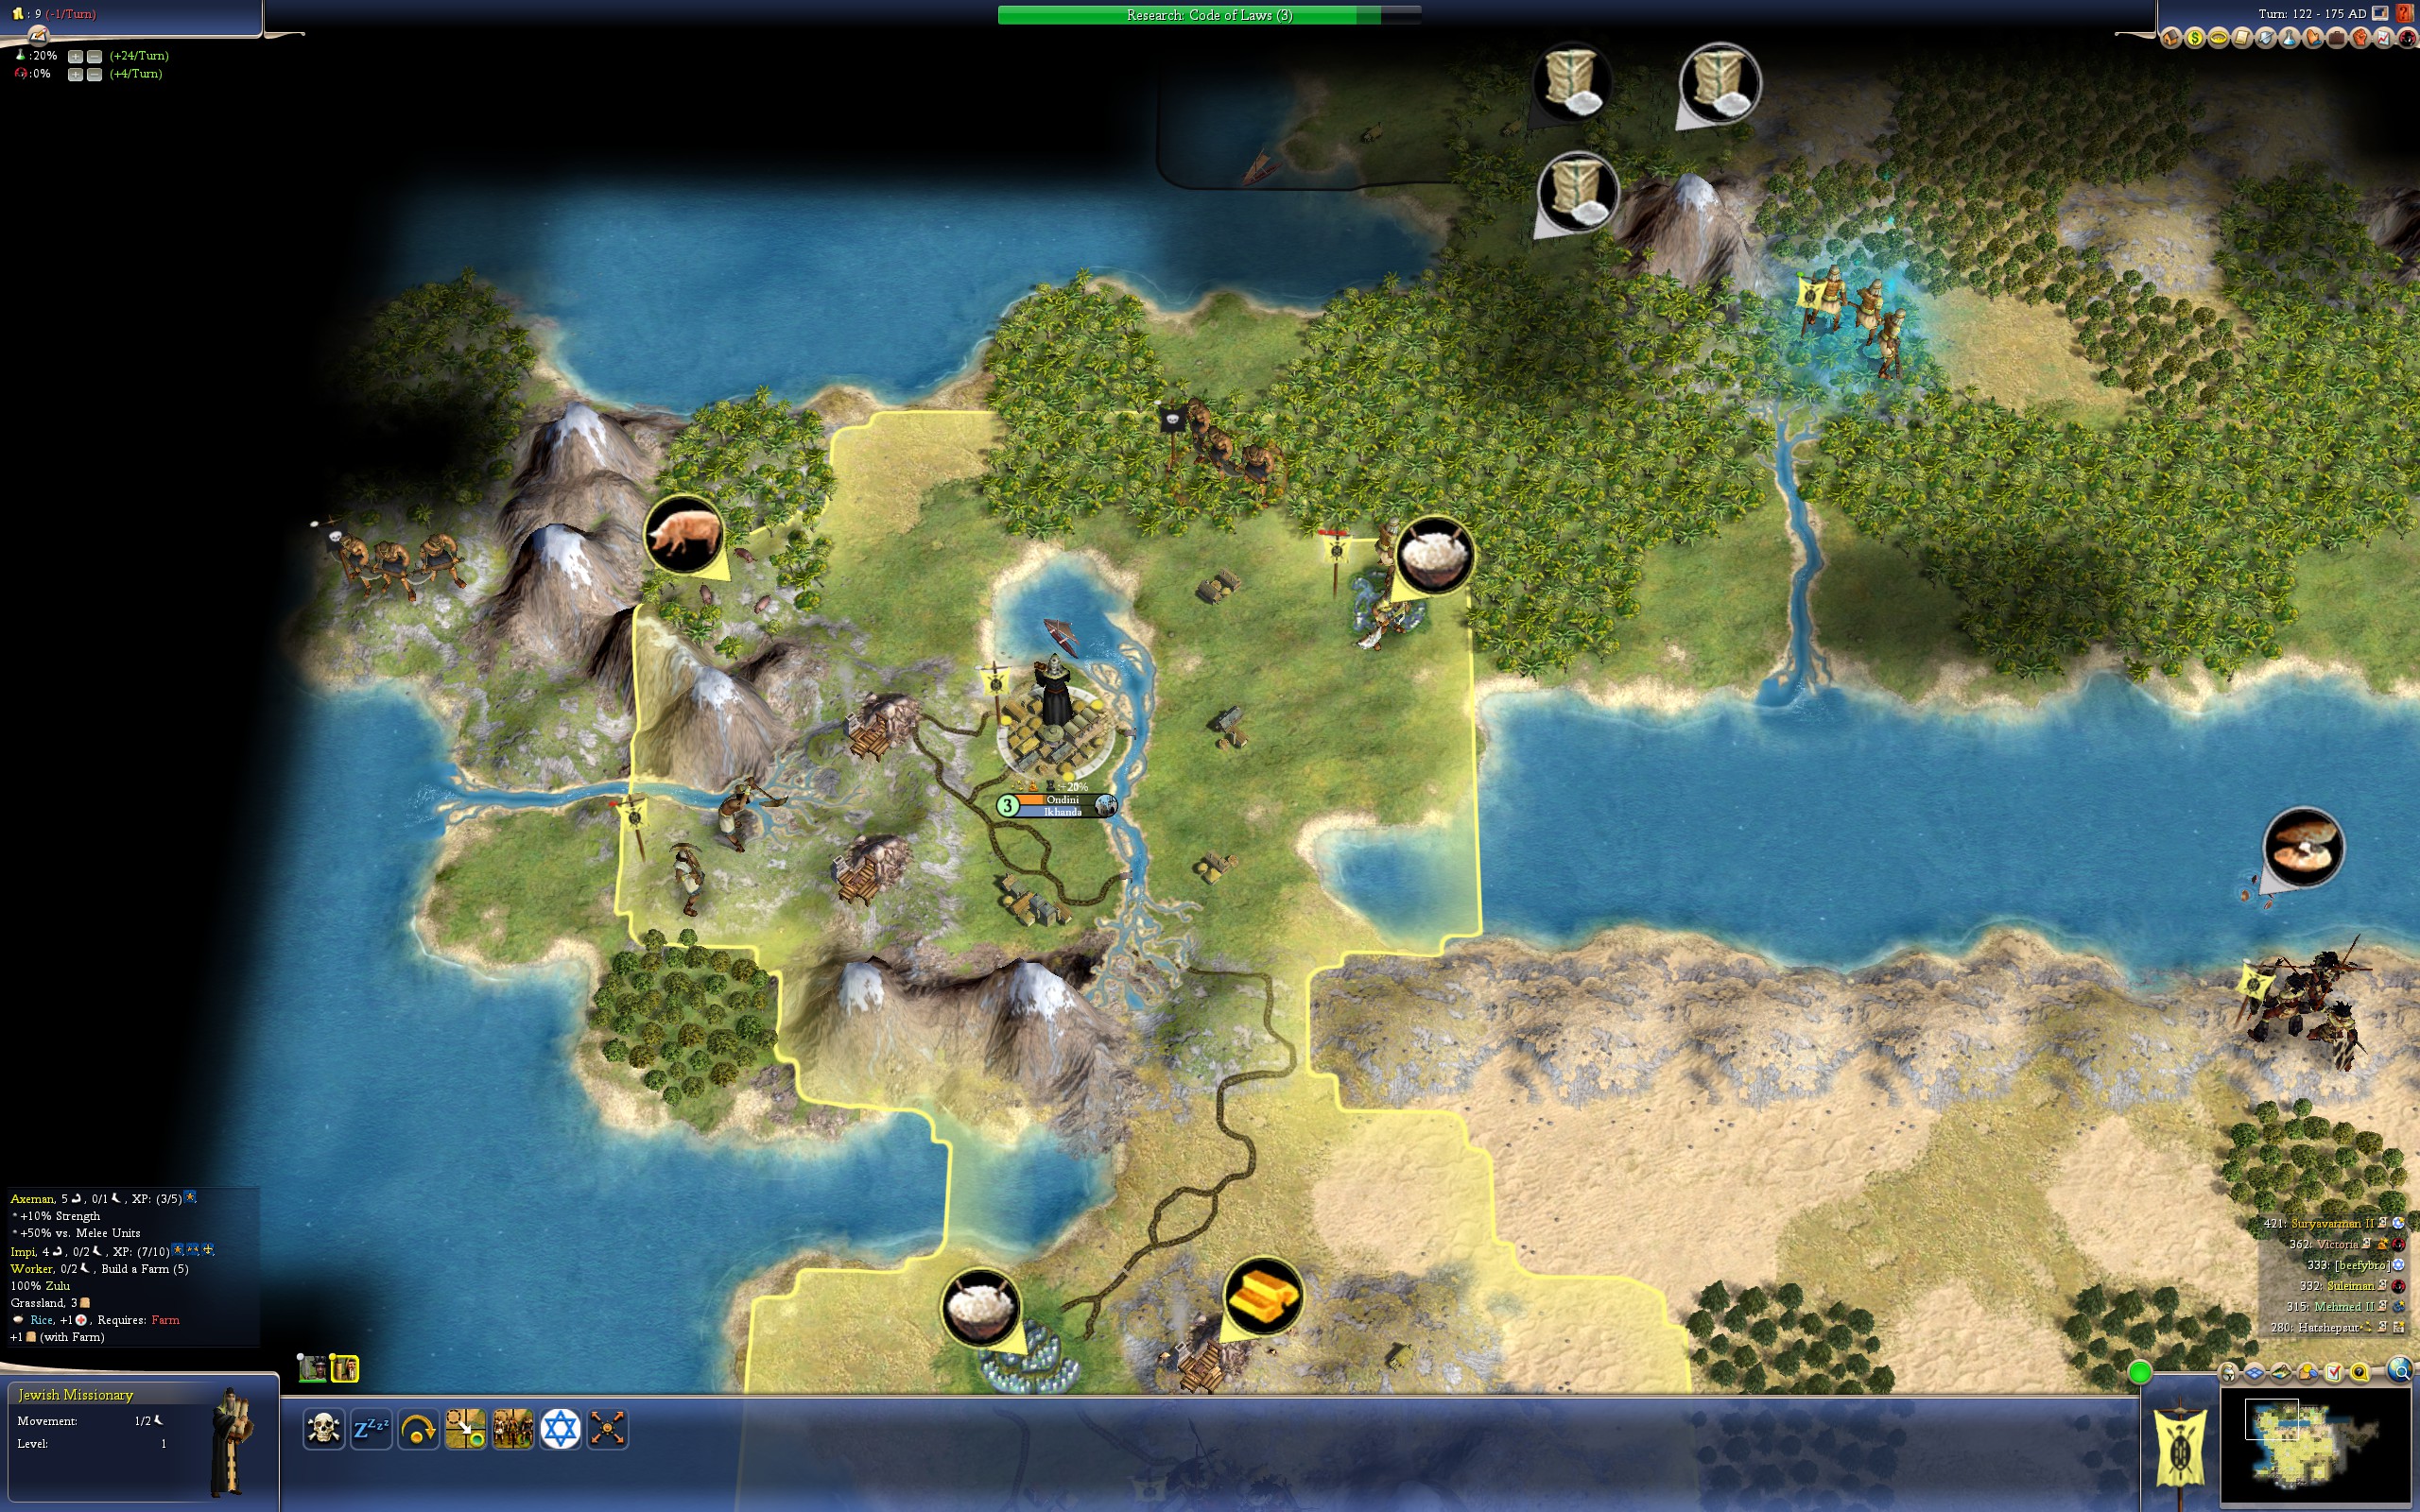 : 9 (-1/Turn)
Research: Code of Laws (3)
Turn: 122 - 175 AD
:20% (+24/Turn)
:0% (+4/Turn)
+20%
3 Ondini
Ikhanda
Axeman, 5, 0/1, XP: (3/5)
+10% Strength
+50% vs. Melee Units
Impi, 4, 0/2, XP: (7/10)
Worker, 0/2, Build a Farm (5)
100% Zulu
Grassland, 3
Rice, +1, Requires: Farm
+1 (with Farm)
421: Suryavarman II
362: Victoria
333: [beefybro]
332: Suleiman
315: Mehmed II
280: Hatshepsut
Jewish Missionary
Movement: 1/2
Level: 1
ZZZZ